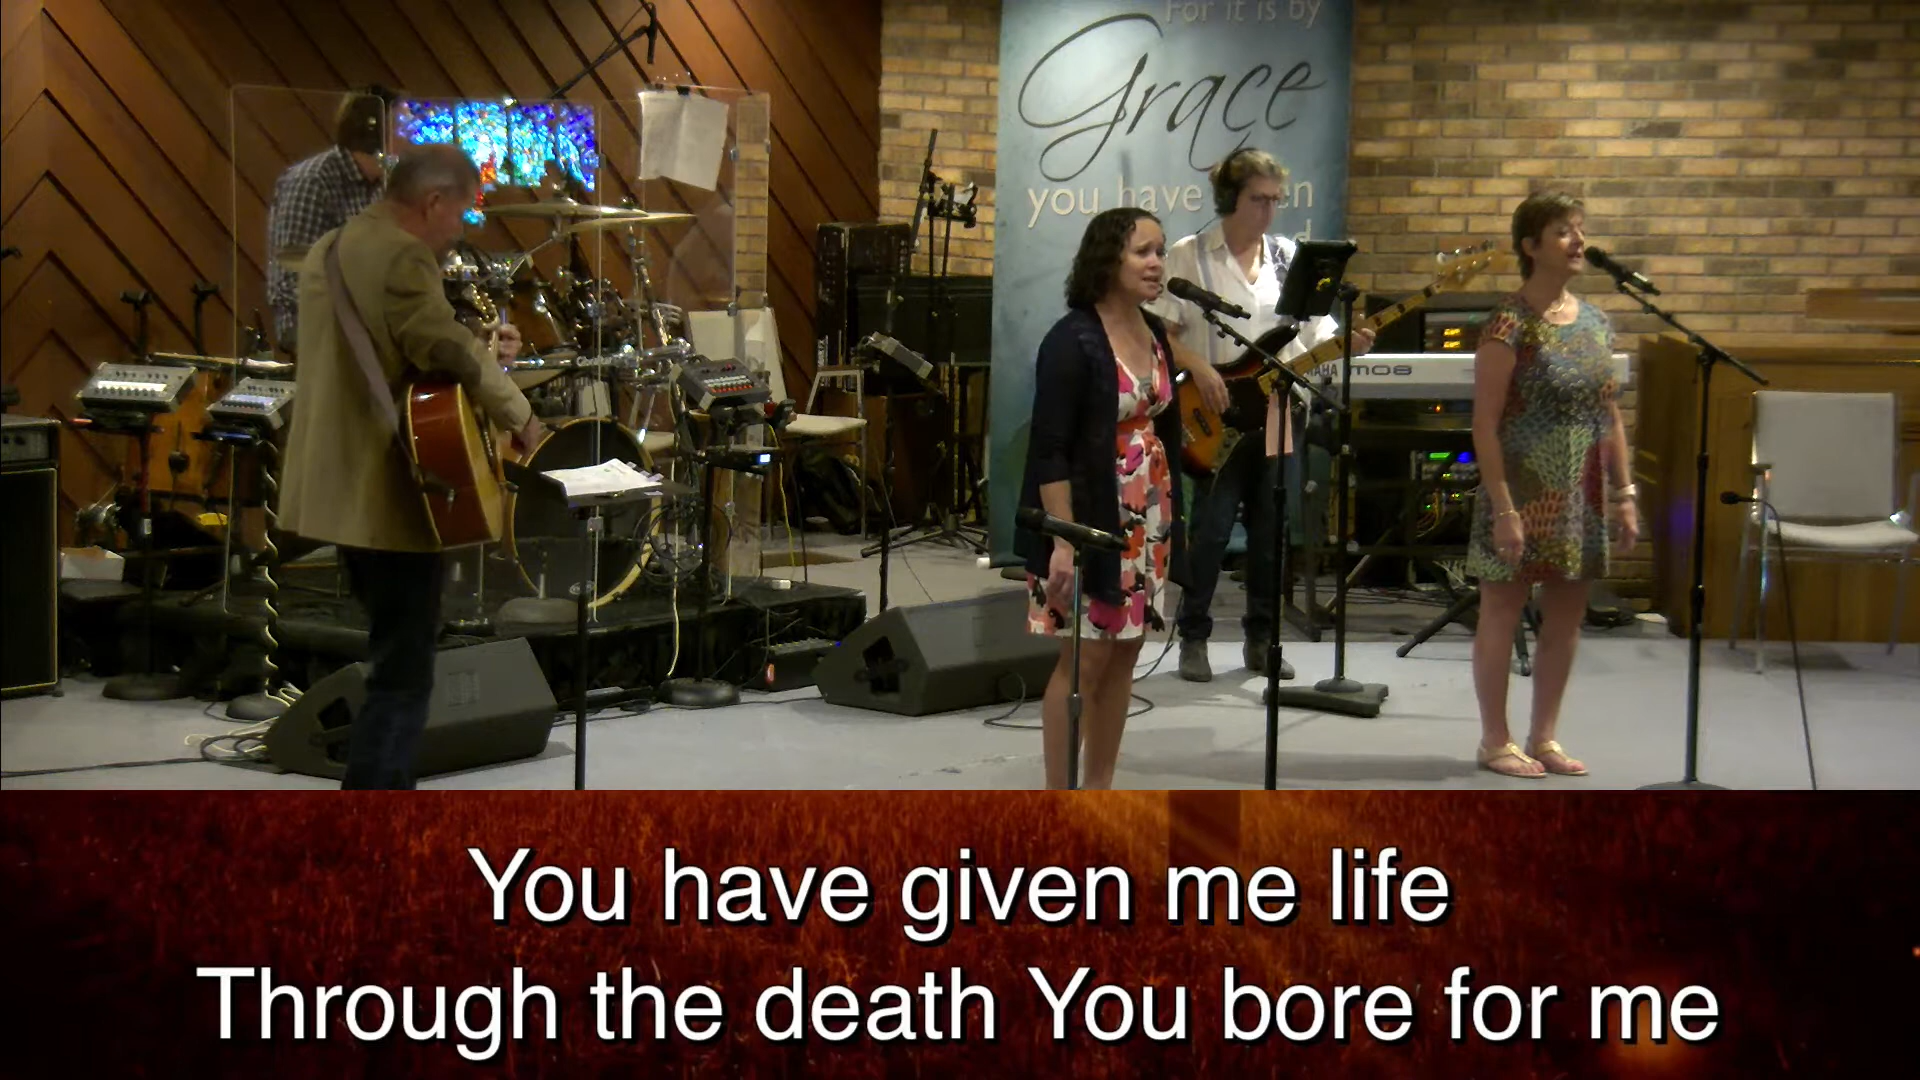 For it is by
Grace
you have
YAMAHA MO8
You have given me life
Through the death You bore for me